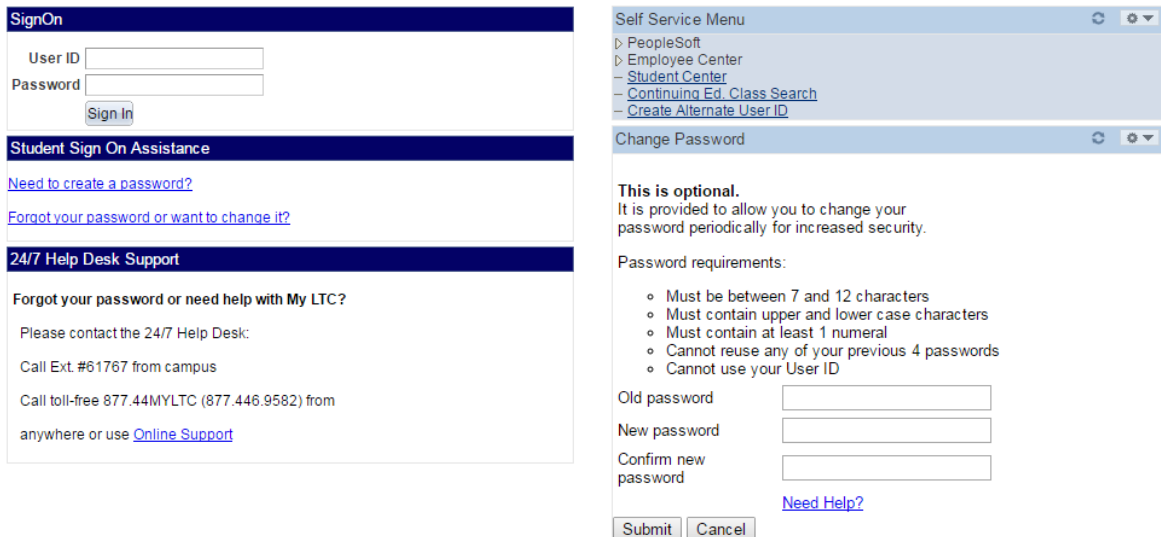 SignOn
User ID
Password
Sign In
Student Sign On Assistance
Need to create a password?
Forgot your password or want to change it?
24/7 Help Desk Support
Forgot your password or need help with My LTC?
Please contact the 24/7 Help Desk:
Call Ext. #61767 from campus
Call toll-free 877.44MYLTC (877.446.9582) from
anywhere or use Online Support
Self Service Menu
PeopleSoft
Employee Center
Student Center
Continuing Ed. Class Search
Create Alternate User ID
Change Password
This is optional.
It is provided to allow you to change your
password periodically for increased security.
Password requirements:
Must be between 7 and 12 characters
Must contain upper and lower case characters
Must contain at least 1 numeral
Cannot reuse any of your previous 4 passwords
Cannot use your User ID
Old password
New password
Confirm new
password
Need Help?
Submit Cancel